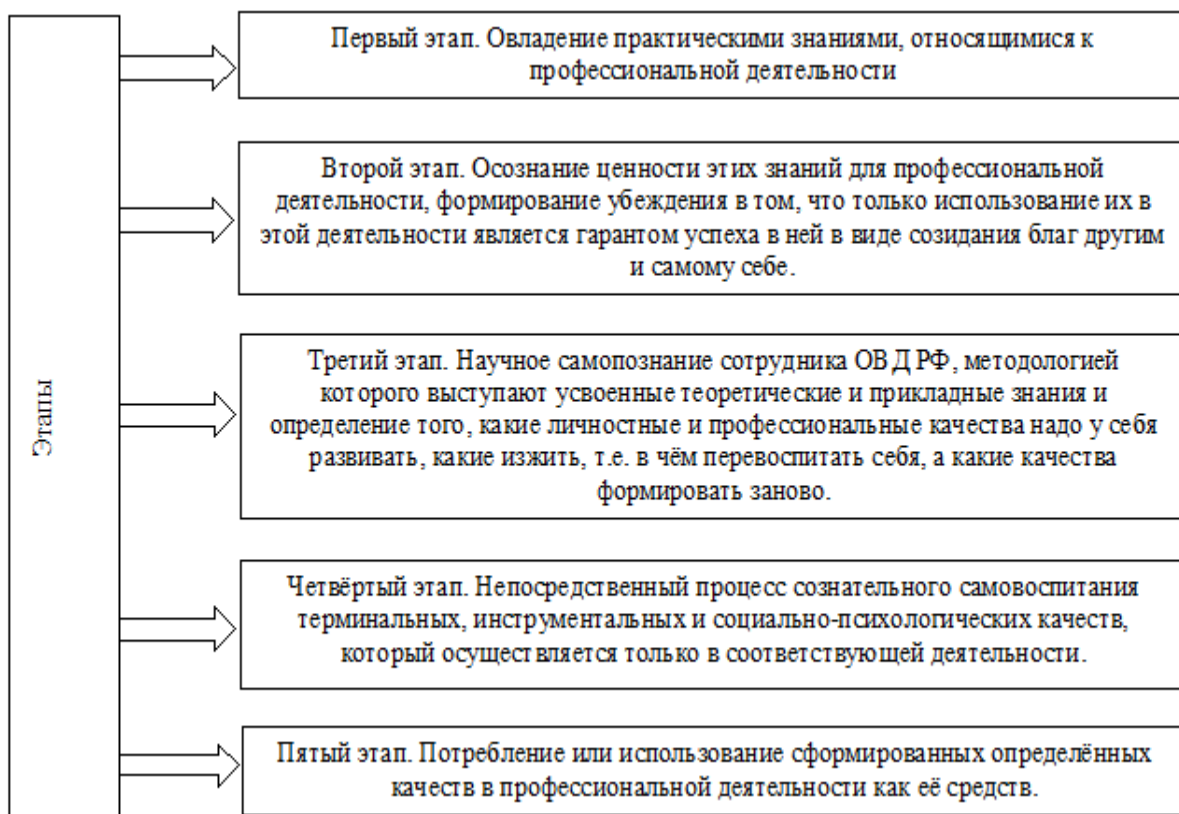 Этапы
Первый этап. Овладение практическими знаниями, относящимися к
профессиональной деятельности
Второй этап. Осознание ценности этих знаний для профессиональной
деятельности, формирование убеждения в том, что только использование их в
этой деятельности является гарантом успеха в ней в виде созидания благ другим
и самому себе.
Третий этап. Научное самопознание сотрудника ОВД РФ, методологией
которого выступают усвоенные теоретические и прикладные знания и
определение того, какие личностные и профессиональные качества надо у себя
развивать, какие изжить, т.е. в чём перевоспитать себя, а какие качества
формировать заново.
Четвёртый этап. Непосредственный процесс сознательного самовоспитания
терминальных, инструментальных и социально-психологических качеств,
который осуществляется только в соответствующей деятельности.
Пятый этап. Потребление или использование сформированных определённых
качеств в профессиональной деятельности как её средств.